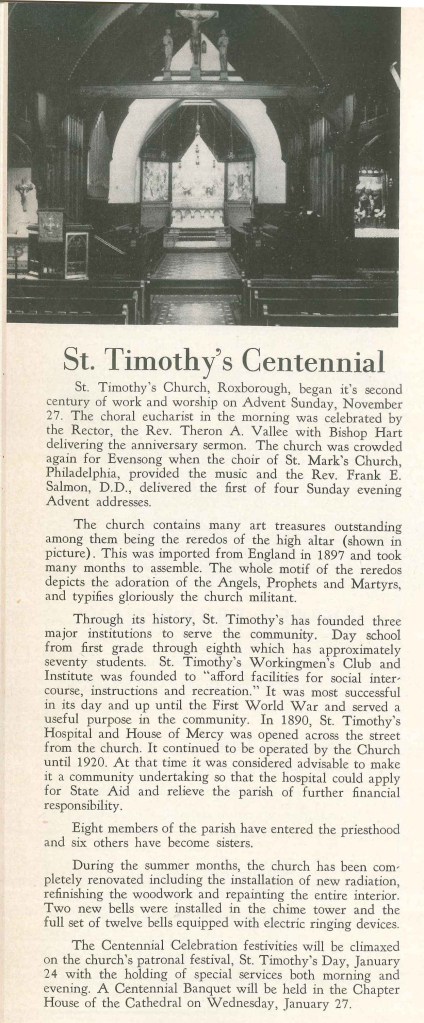 St. Timothy's Centennial
St. Timothy's Church, Roxborough, began it's second
century of work and worship on Advent Sunday, November
27. The choral eucharist in the morning was celebrated by
the Rector, the Rev. Theron A. Vallee with Bishop Hart
delivering the anniversary sermon. The church was crowded
again for Evensong when the choir of St. Mark's Church,
Philadelphia, provided the music and the Rev. Frank E.
Salmon, D.D., delivered the first of four Sunday evening
Advent addresses.
The church contains many art treasures outstanding
among them being the reredos of the high altar (shown in
picture). This was imported from England in 1897 and took
many months to assemble. The whole motif of the reredos
depicts the adoration of the Angels, Prophets and Martyrs,
and typifies gloriously the church militant.
Through its history, St. Timothy's has founded three
major institutions to serve the community. Day school
from first grade through eighth which has approximately
seventy students. St. Timothy's Workingmen's Club and
Institute was founded to "afford facilities for social inter-
course, instructions and recreation." It was most successful
in its day and up until the First World War and served a
useful purpose in the community. In 1890, St. Timothy's
Hospital and House of Mercy was opened across the street
from the church. It continued to be operated by the Church
until 1920. At that time it was considered advisable to make
it a community undertaking so that the hospital could apply
for State Aid and relieve the parish of further financial
responsibility.
Eight members of the parish have entered the priesthood
and six others have become sisters.
During the summer months, the church has been com-
pletely renovated including the installation of new radiation,
refinishing the woodwork and repainting the entire interior.
Two new bells were installed in the chime tower and the
full set of twelve bells equipped with electric ringing devices.
The Centennial Celebration festivities will be climaxed
on the church's patronal festival, St. Timothy's Day, January
24 with the holding of special services both morning and
evening. A Centennial Banquet will be held in the Chapter
House of the Cathedral on Wednesday, January 27.